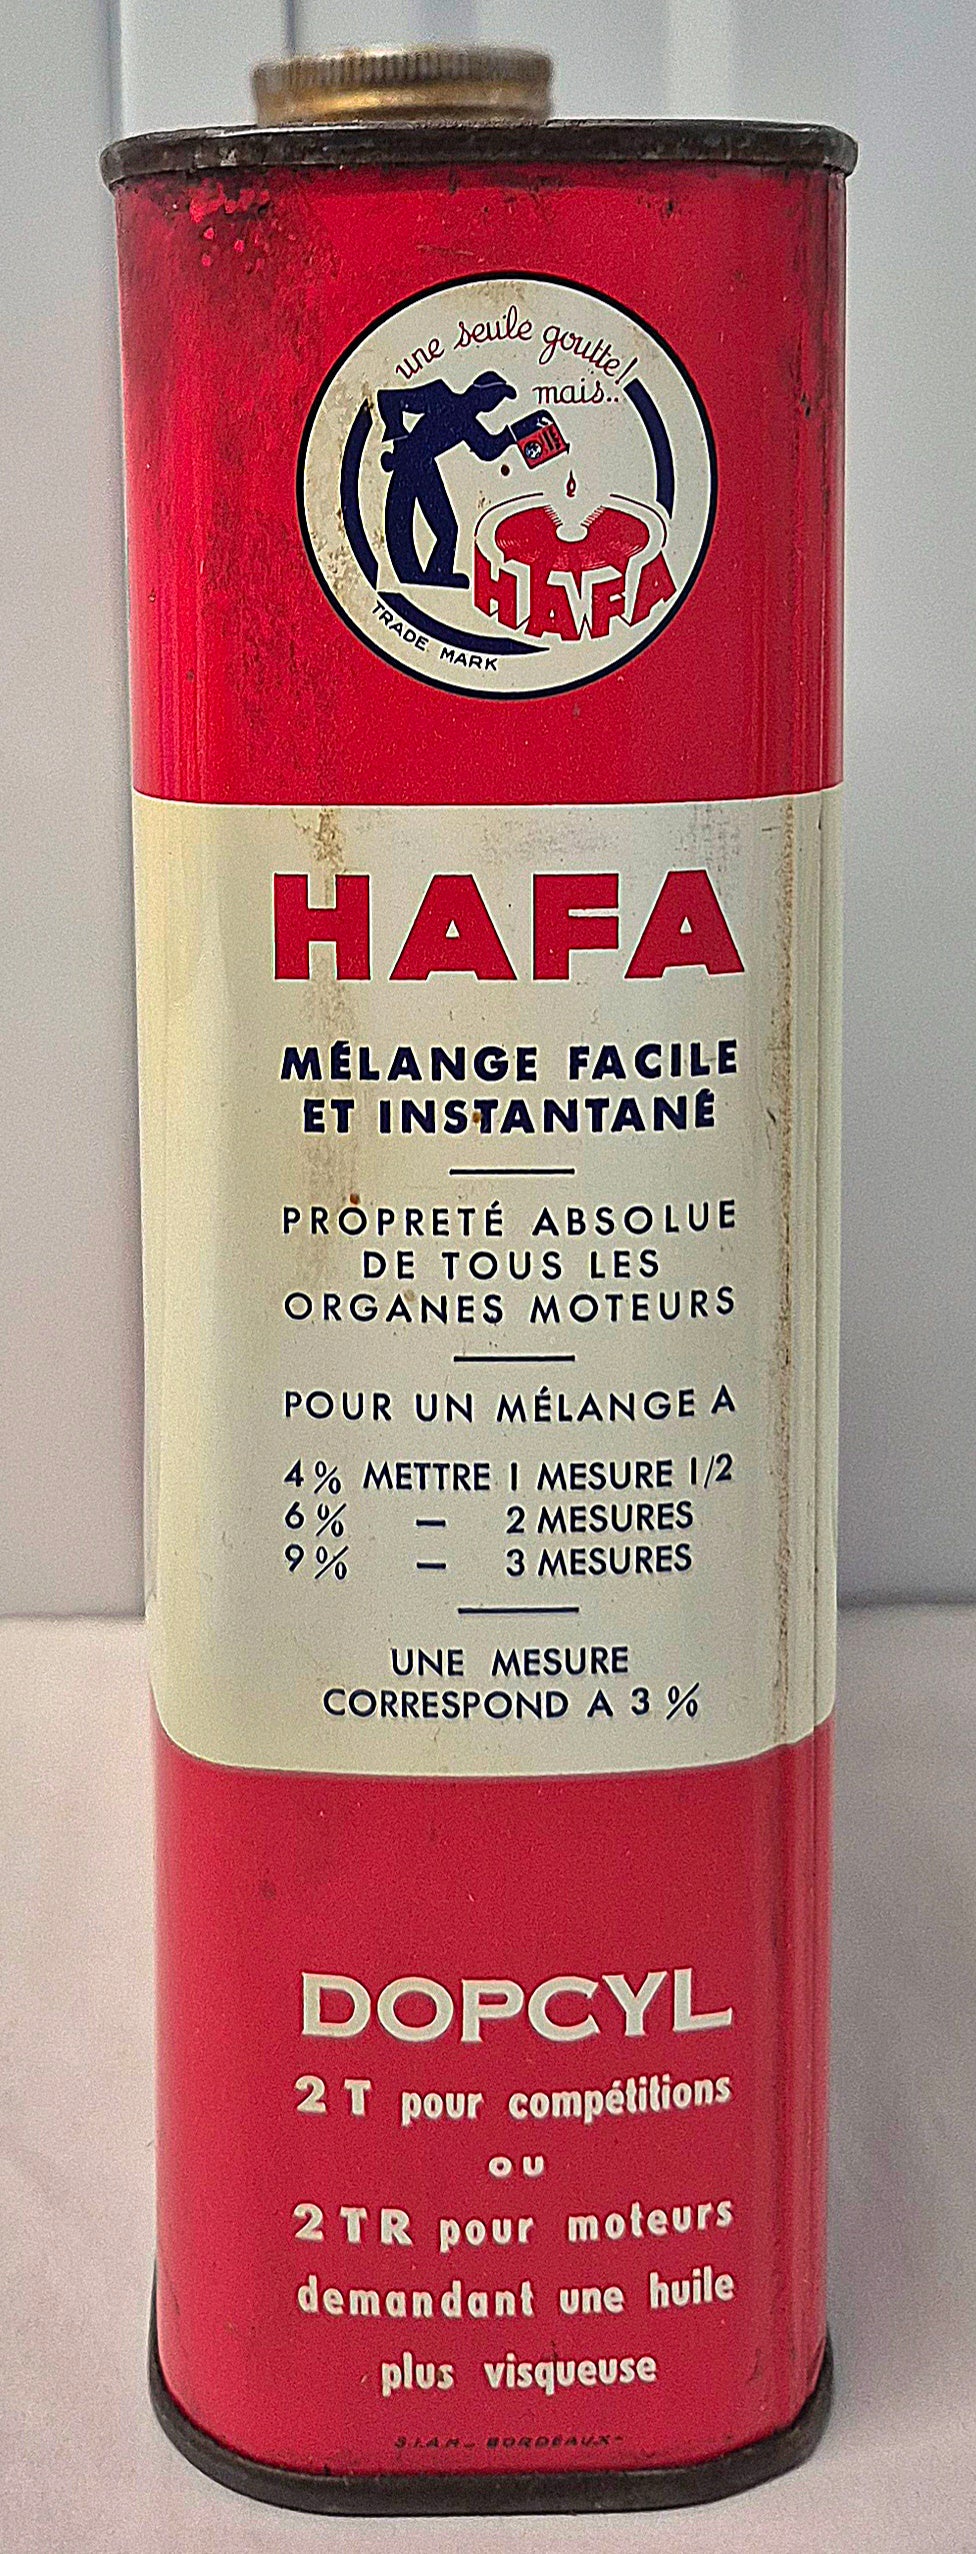 une seule goutte!
mais..
HAFA
TRADE MARK
HAFA
MÉLANGE FACILE
ET INSTANTANÉ
PROPRETÉ ABSOLUE
DE TOUS LES
ORGANES MOTEURS
POUR UN MÉLANGE A
4% METTRE 1 MESURE 1/2
6% — 2 MESURES
9% — 3 MESURES
UNE MESURE
CORRESPOND A 3 %
DOPCYL
2 T pour compétitions
ou
2 TR pour moteurs
demandant une huile
plus visqueuse
BORDEAUX